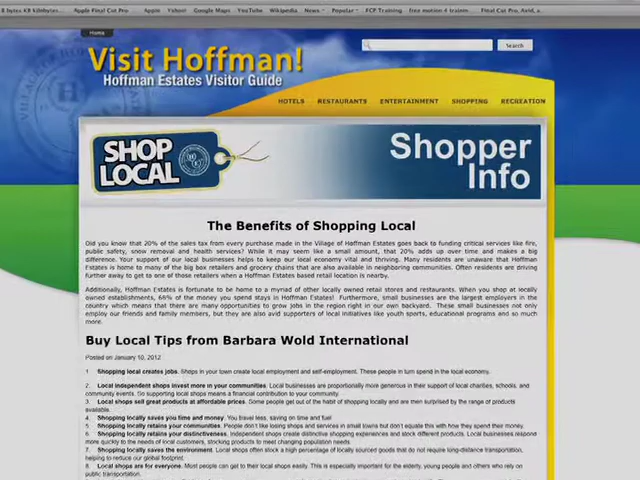 8 bytes 4.8 kilobytes... Apple Final Cut Pro Apple Yahoo! Google Maps YouTube Wikipedia News Popular FCP Training free motion 4 trainin... Final Cut Pro, Avid, a...
Home
Visit Hoffman!
Search
Hoffman Estates Visitor Guide
HOTELS RESTAURANTS ENTERTAINMENT SHOPPING RECREATION
SHOP
LOCAL
Shopper
Info
The Benefits of Shopping Local
Did you know that 20% of the sales tax from every purchase made in the Village of Hoffman Estates goes back to funding critical services like fire,
public safety, snow removal and health services? While it may seem like a small amount, that 20% adds up over time and makes a big
difference. Your support of our local businesses helps to keep our local economy vital and thriving. Many residents are unaware that Hoffman
Estates is home to many of the big box retailers and grocery chains that are also available in neighboring communities. Often residents are driving
further away to get to one of those retailers when a Hoffman Estates based retail location is nearby.
Additionally, Hoffman Estates is fortunate to be home to a myriad of other locally owned retail stores and restaurants. When you shop at locally
owned establishments, 68% of the money you spend stays in Hoffman Estates! Furthermore, small businesses are the largest employers in the
country which means that there are many opportunities to grow jobs in the region right in our own backyard. These small businesses not only
employ our friends and family members, but they are also avid supporters of local initiatives like youth sports, educational programs and so much
more.
Buy Local Tips from Barbara Wold International
Posted on January 10, 2012
1. Shopping local creates jobs. Shops in your town create local employment and self-employment. These people in turn spend in the local economy.
2. Local independent shops invest more in your communities. Local businesses are proportionally more generous in their support of local charities, schools, and
community events. So supporting local shops means a financial contribution to your community.
3. Local shops sell great products at affordable prices. Some people get out of the habit of shopping locally and are then surprised by the range of products
available.
4. Shopping locally saves you time and money. You travel less, saving on time and fuel
5. Shopping locally retains your communities. People don't like losing shops and services in small towns but don't equate this with how they spend their money.
6. Shopping locally retains your distinctiveness. Independent shops create distinctive shopping experiences and stock different products. Local businesses respond
more quickly to the needs of local customers, stocking products to meet changing population needs.
7. Shopping locally saves the environment. Local shops often stock a high percentage of locally sourced goods that do not require long-distance transportation,
helping to reduce our global footprint.
8. Local shops are for everyone. Most people can get to their local shops easily. This is especially important for the elderly, young people and others who rely on
public transportation.